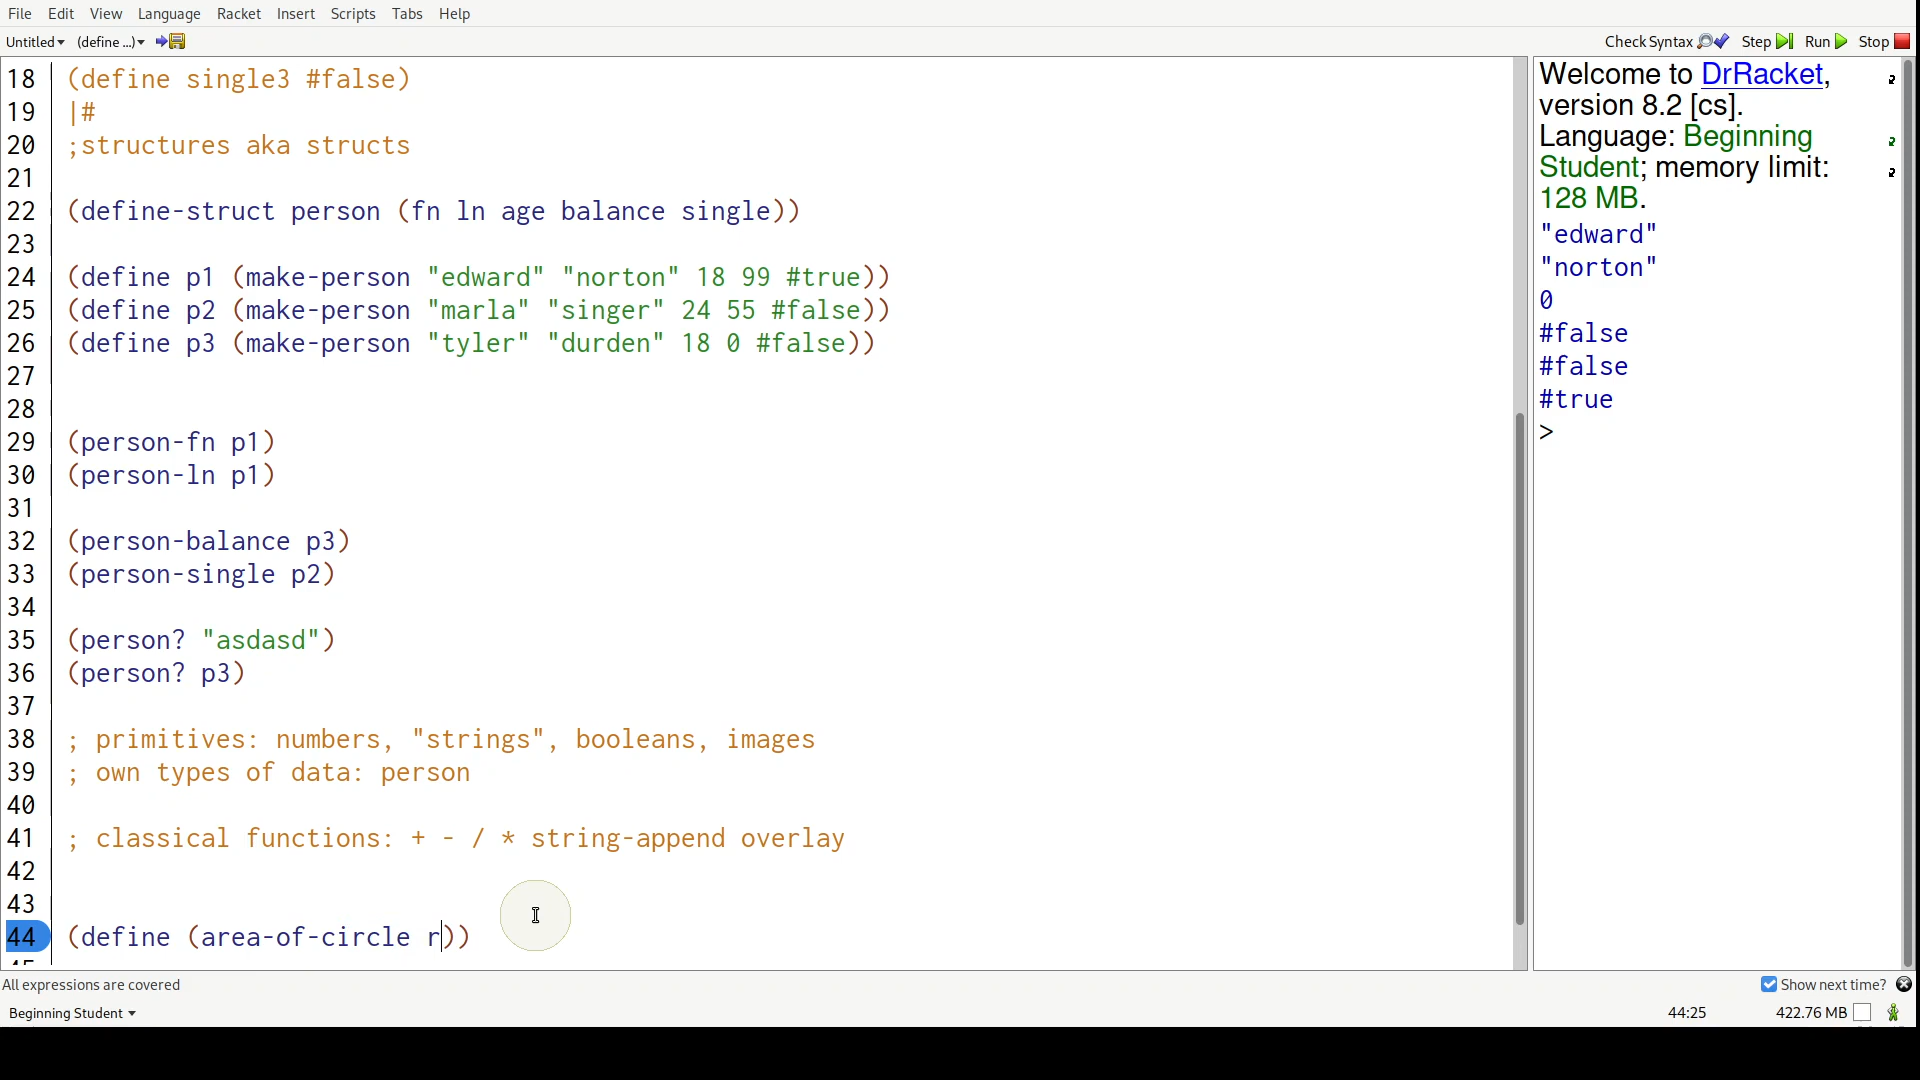 File Edit View Language Racket Insert Scripts Tabs Help
Untitled (define ...) Check Syntax Step Run Stop
18 (define single3 #false)
19 |#
20 ;structures aka structs
21
22 (define-struct person (fn ln age balance single))
23
24 (define p1 (make-person "edward" "norton" 18 99 #true))
25 (define p2 (make-person "marla" "singer" 24 55 #false))
26 (define p3 (make-person "tyler" "durden" 18 0 #false))
27
28
29 (person-fn p1)
30 (person-ln p1)
31
32 (person-balance p3)
33 (person-single p2)
34
35 (person? "asdasd")
36 (person? p3)
37
38 ; primitives: numbers, "strings", booleans, images
39 ; own types of data: person
40
41 ; classical functions: + - / * string-append overlay
42
43
44 (define (area-of-circle r))
Welcome to DrRacket,
version 8.2 [cs].
Language: Beginning
Student; memory limit:
128 MB.
"edward"
"norton"
0
#false
#false
#true
>
All expressions are covered
Show next time?
Beginning Student
44:25 422.76 MB